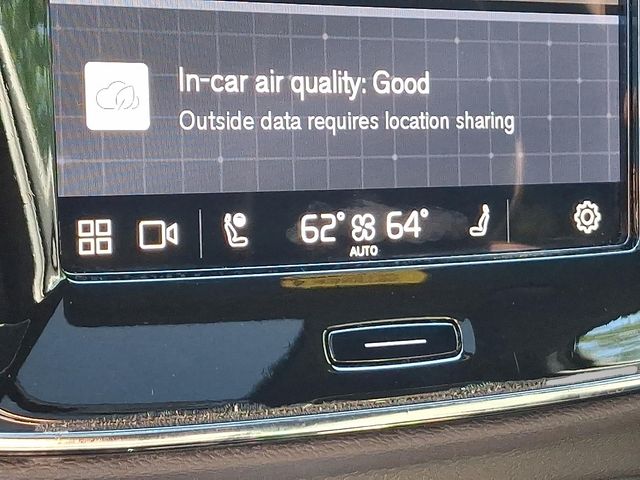 In-car air quality: Good
Outside data requires location sharing
62° 64°
AUTO